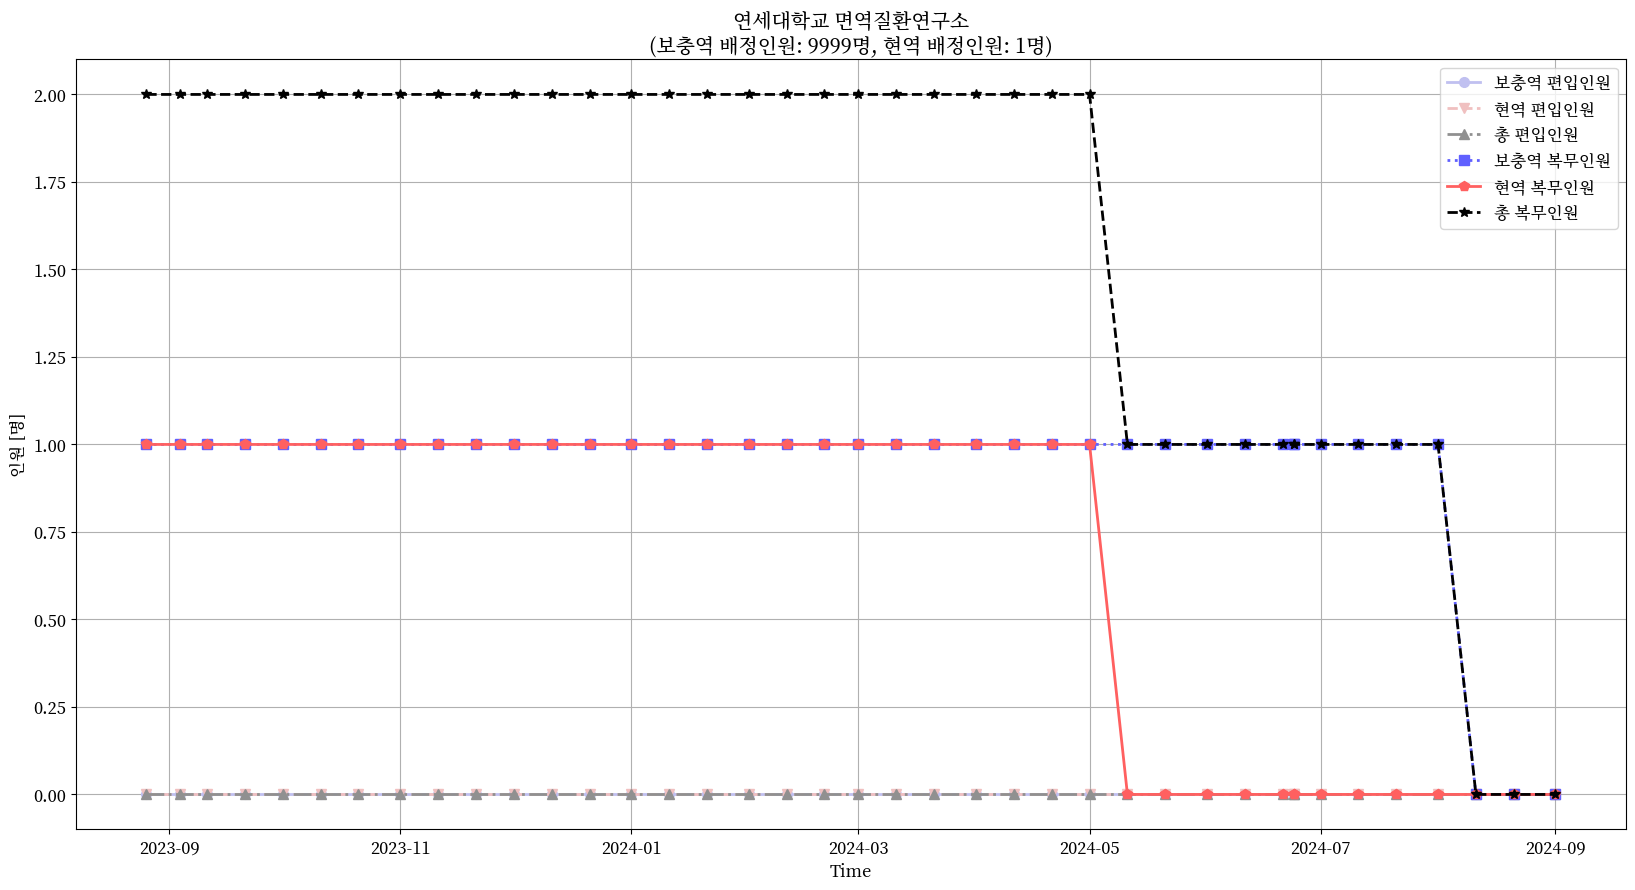 연세대학교 면역질환연구소
(보충역 배정인원: 9999명, 현역 배정인원: 1명)
보충역 편입인원
현역 편입인원
총 편입인원
보충역 복무인원
현역 복무인원
총 복무인원
2.00
1.75
1.50
1.25
1.00
0.75
0.50
0.25
0.00
인원 [명]
2023-09 2023-11 2024-01 2024-03 2024-05 2024-07 2024-09
Time